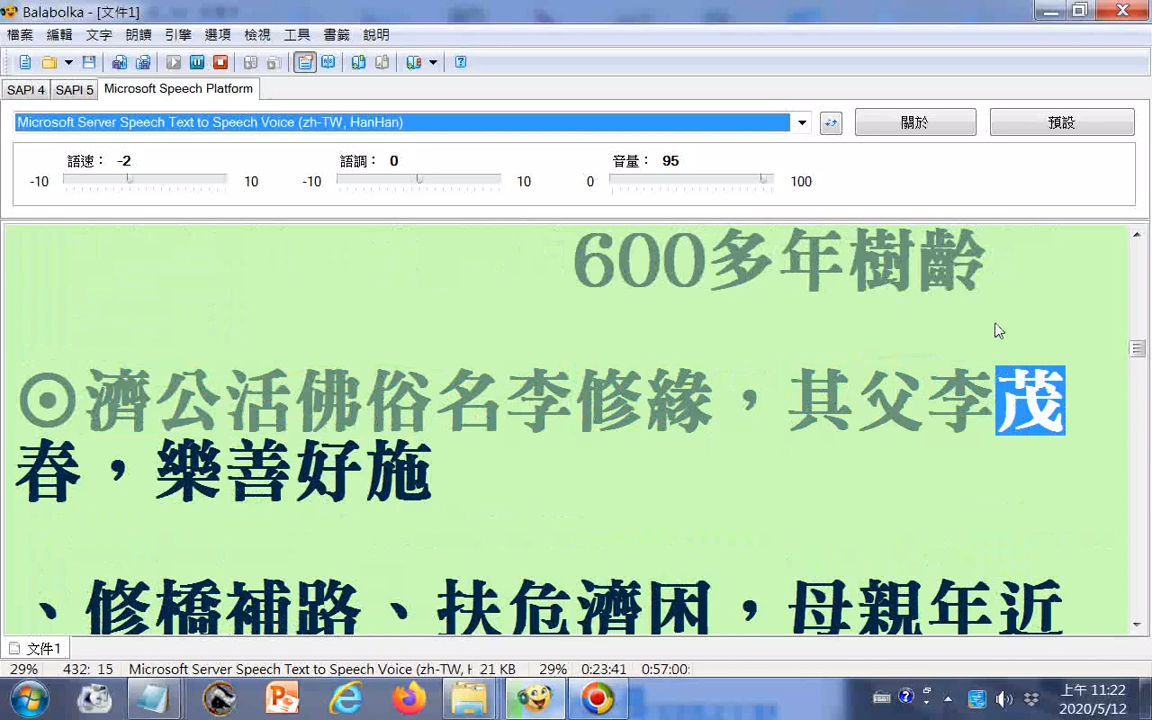 Balabolka - [文件1]
檔案 編輯 文字 朗讀 引擎 選項 檢視 工具 書籤 說明
SAPI 4 SAPI 5 Microsoft Speech Platform
Microsoft Server Speech Text to Speech Voice (zh-TW, HanHan)
關於 預設
語速： -2 語調： 0 音量： 95
-10 10 -10 10 0 100
600多年樹齡
⊙濟公活佛俗名李修緣，其父李茂
春，樂善好施
、修橋補路、扶危濟困，母親年近
文件1
29% 432: 15 Microsoft Server Speech Text to Speech Voice (zh-TW, H 21 KB 29% 0:23:41 0:57:00:
上午 11:22
2020/5/12